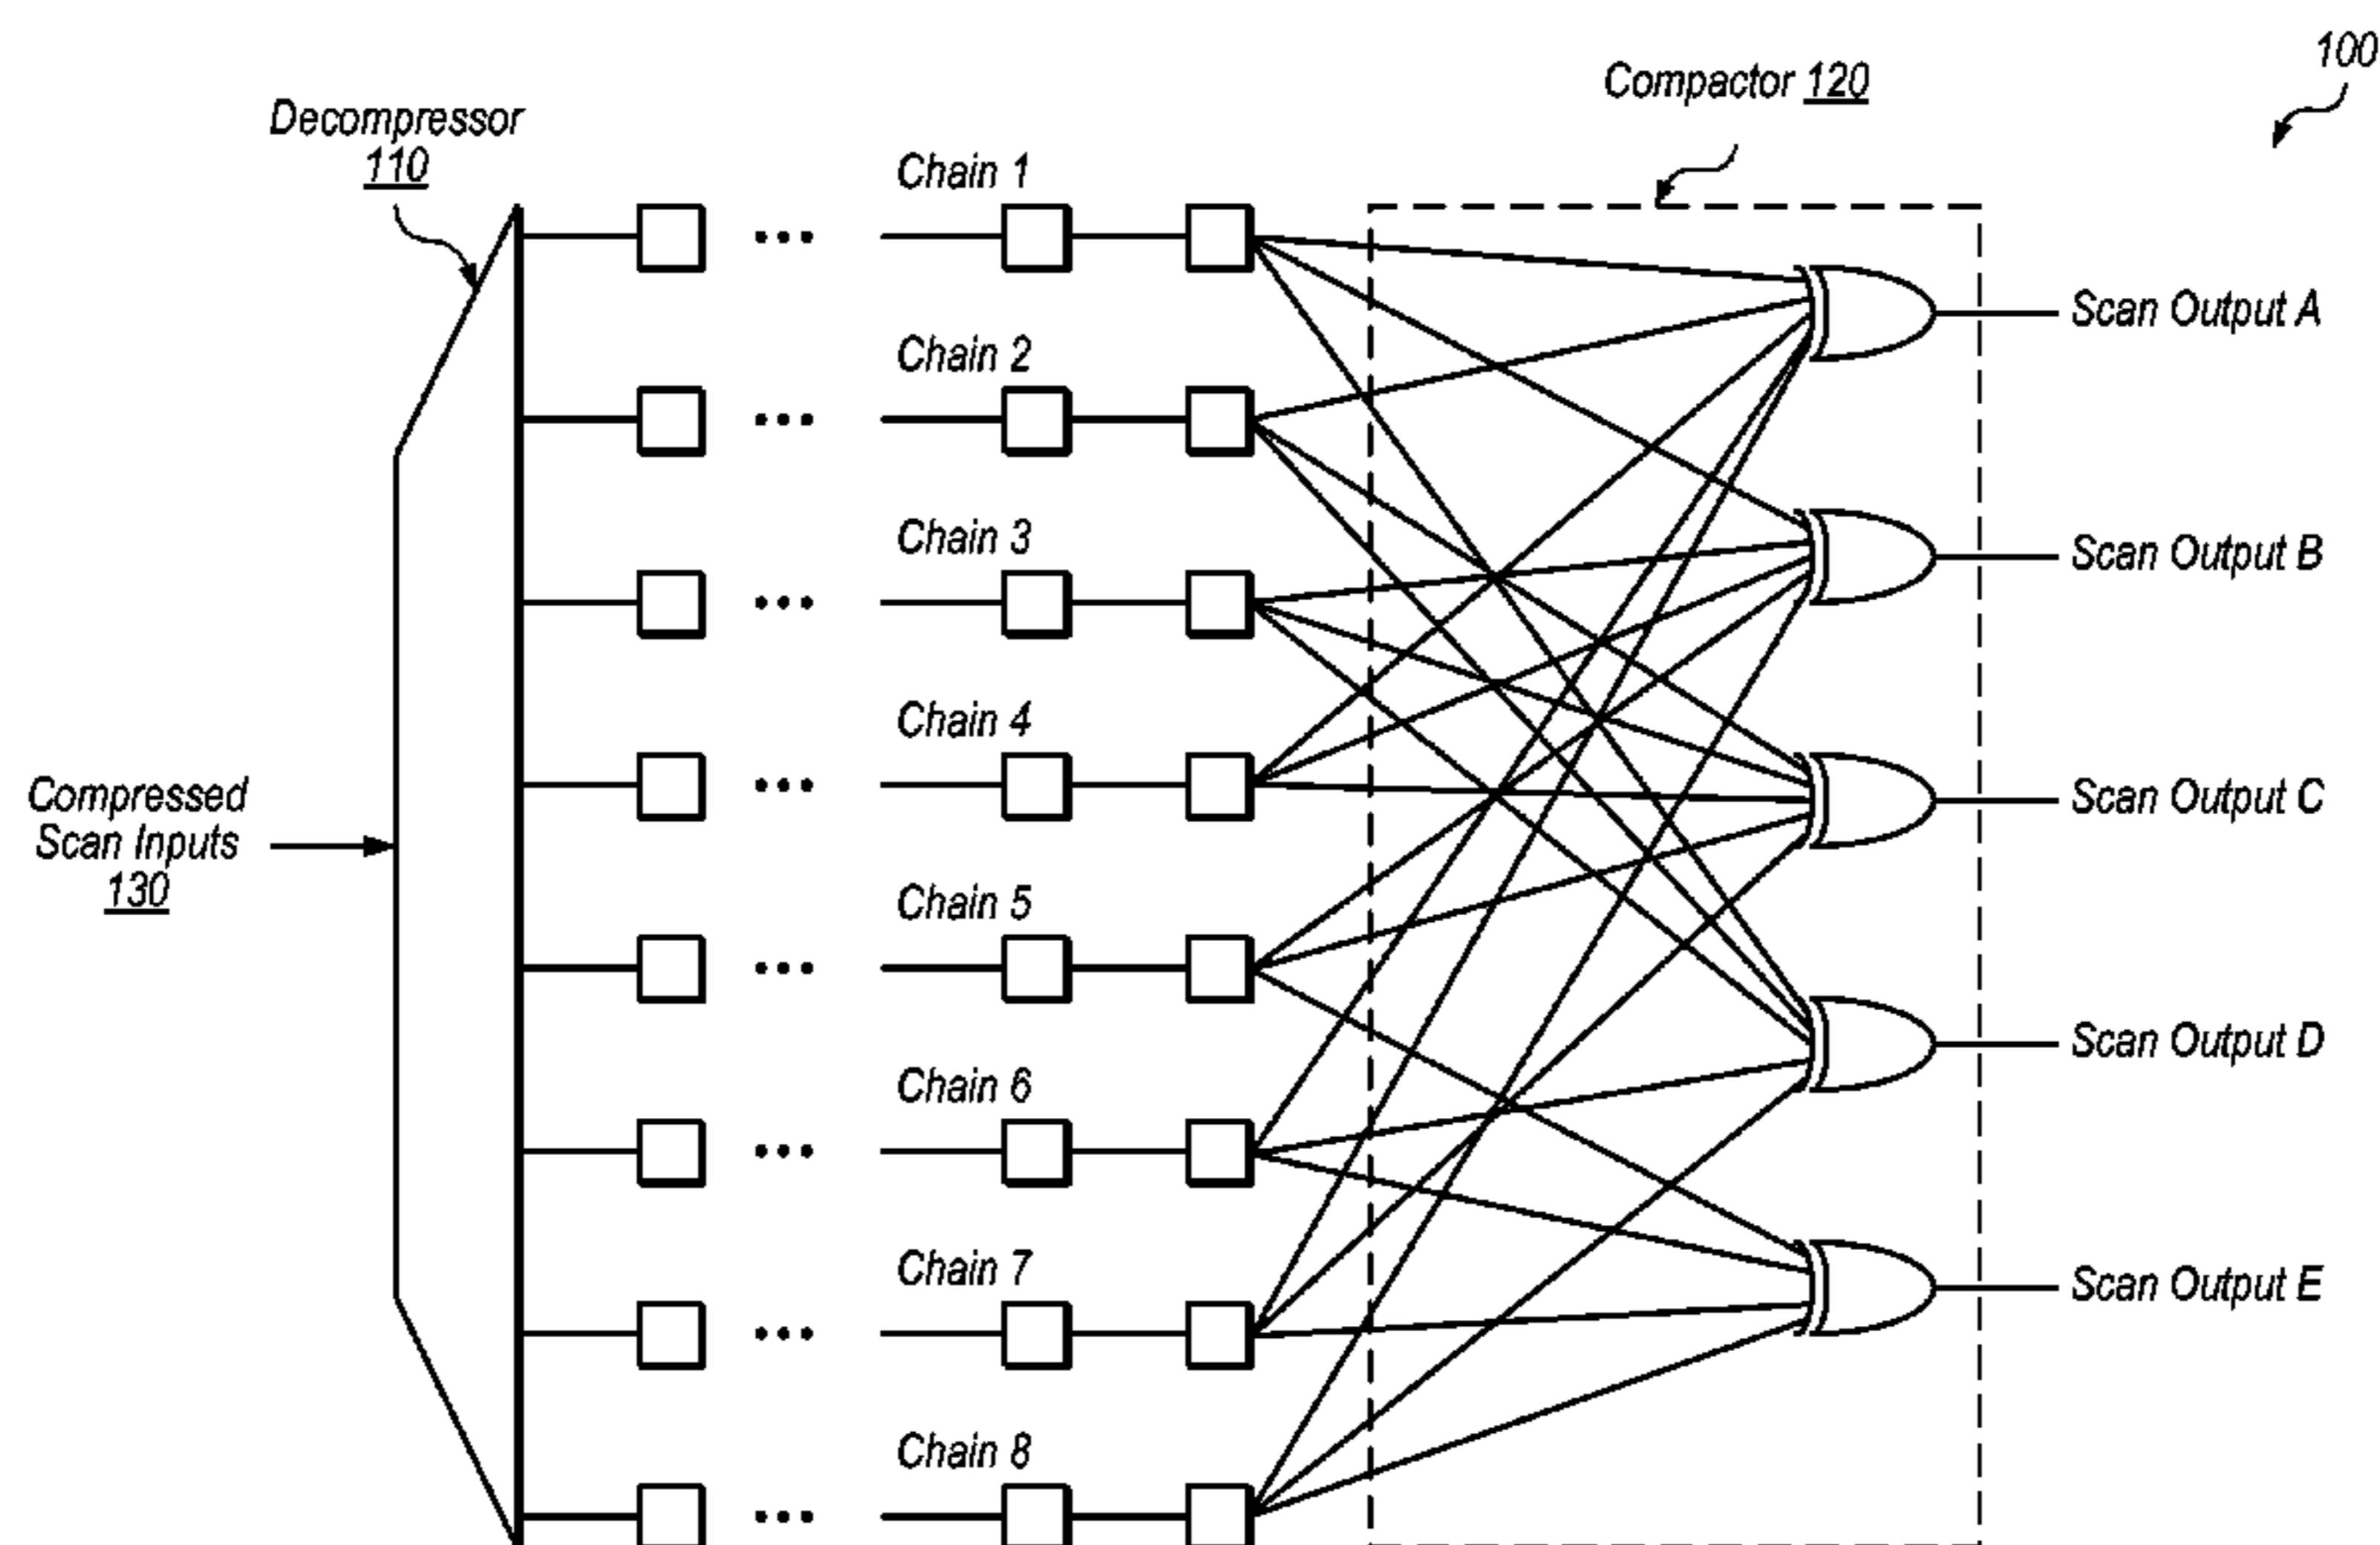 100
Compactor 120
Decompressor
110
Chain 1
Scan Output A
Chain 2
Chain 3
Scan Output B
Chain 4
Compressed
Scan Inputs
130
Scan Output C
Chain 5
Chain 6
Scan Output D
Chain 7
Scan Output E
Chain 8